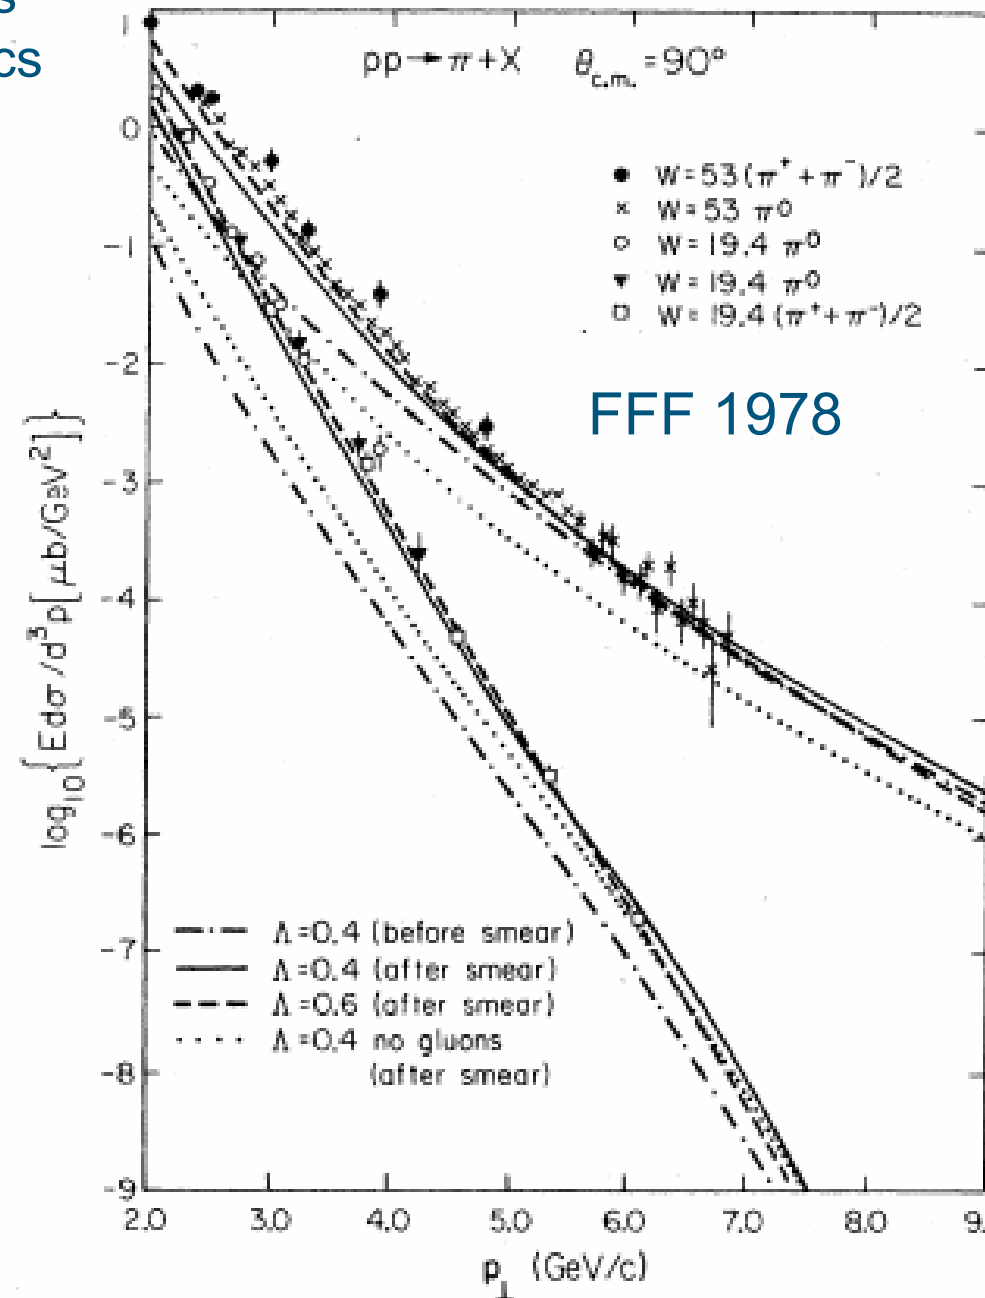 s
cs
pp → π + X θc.m. = 90°
● W = 53 (π⁺ + π⁻)/2
× W = 53 π⁰
○ W = 19.4 π⁰
▼ W = 19.4 π⁰
□ W = 19.4 (π⁺ + π⁻)/2
FFF 1978
log₁₀{Edσ/d³p[μb/GeV²]}
1
0
-1
-2
-3
-4
-5
-6
-7
-8
-9
Λ = 0.4 (before smear)
Λ = 0.4 (after smear)
Λ = 0.6 (after smear)
Λ = 0.4 no gluons
(after smear)
2.0 3.0 4.0 5.0 6.0 7.0 8.0 9.
p⊥ (GeV/c)